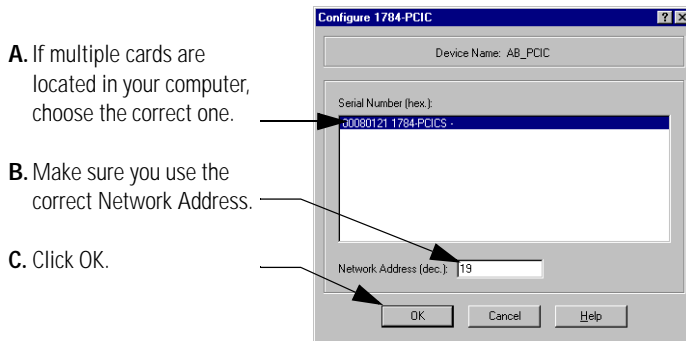 A. If multiple cards are
located in your computer,
choose the correct one.
B. Make sure you use the
correct Network Address.
C. Click OK.
Configure 1784-PCIC
Device Name: AB_PCIC
Serial Number (hex.):
00080121 1784-PCICS -
Network Address (dec.): 19
OK Cancel Help